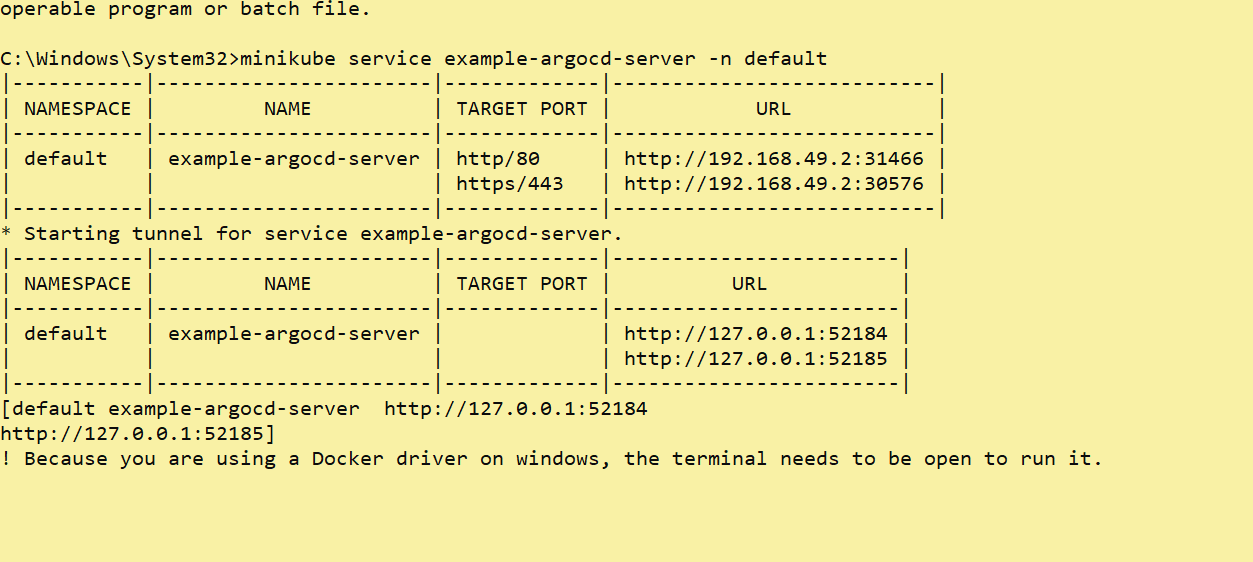 operable program or batch file.
C:\Windows\System32>minikube service example-argocd-server -n default
|-----------|-----------------------|-------------|---------------------------|
| NAMESPACE |         NAME          | TARGET PORT |            URL            |
|-----------|-----------------------|-------------|---------------------------|
| default   | example-argocd-server | http/80     | http://192.168.49.2:31466 |
|           |                       | https/443   | http://192.168.49.2:30576 |
|-----------|-----------------------|-------------|---------------------------|
* Starting tunnel for service example-argocd-server.
|-----------|-----------------------|-------------|------------------------|
| NAMESPACE |         NAME          | TARGET PORT |          URL           |
|-----------|-----------------------|-------------|------------------------|
| default   | example-argocd-server |             | http://127.0.0.1:52184 |
|           |                       |             | http://127.0.0.1:52185 |
|-----------|-----------------------|-------------|------------------------|
[default example-argocd-server  http://127.0.0.1:52184
http://127.0.0.1:52185]
! Because you are using a Docker driver on windows, the terminal needs to be open to run it.